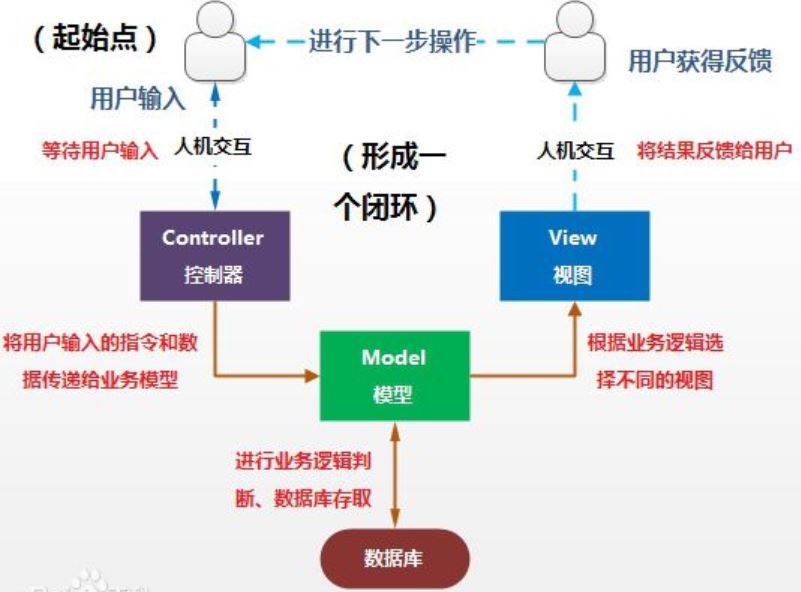 （起始点）
进行下一步操作
用户获得反馈
用户输入
等待用户输入
人机交互
（形成一
个闭环）
人机交互
将结果反馈给用户
Controller
控制器
View
视图
将用户输入的指令和数
据传递给业务模型
Model
模型
根据业务逻辑选
择不同的视图
进行业务逻辑判
断、数据库存取
数据库